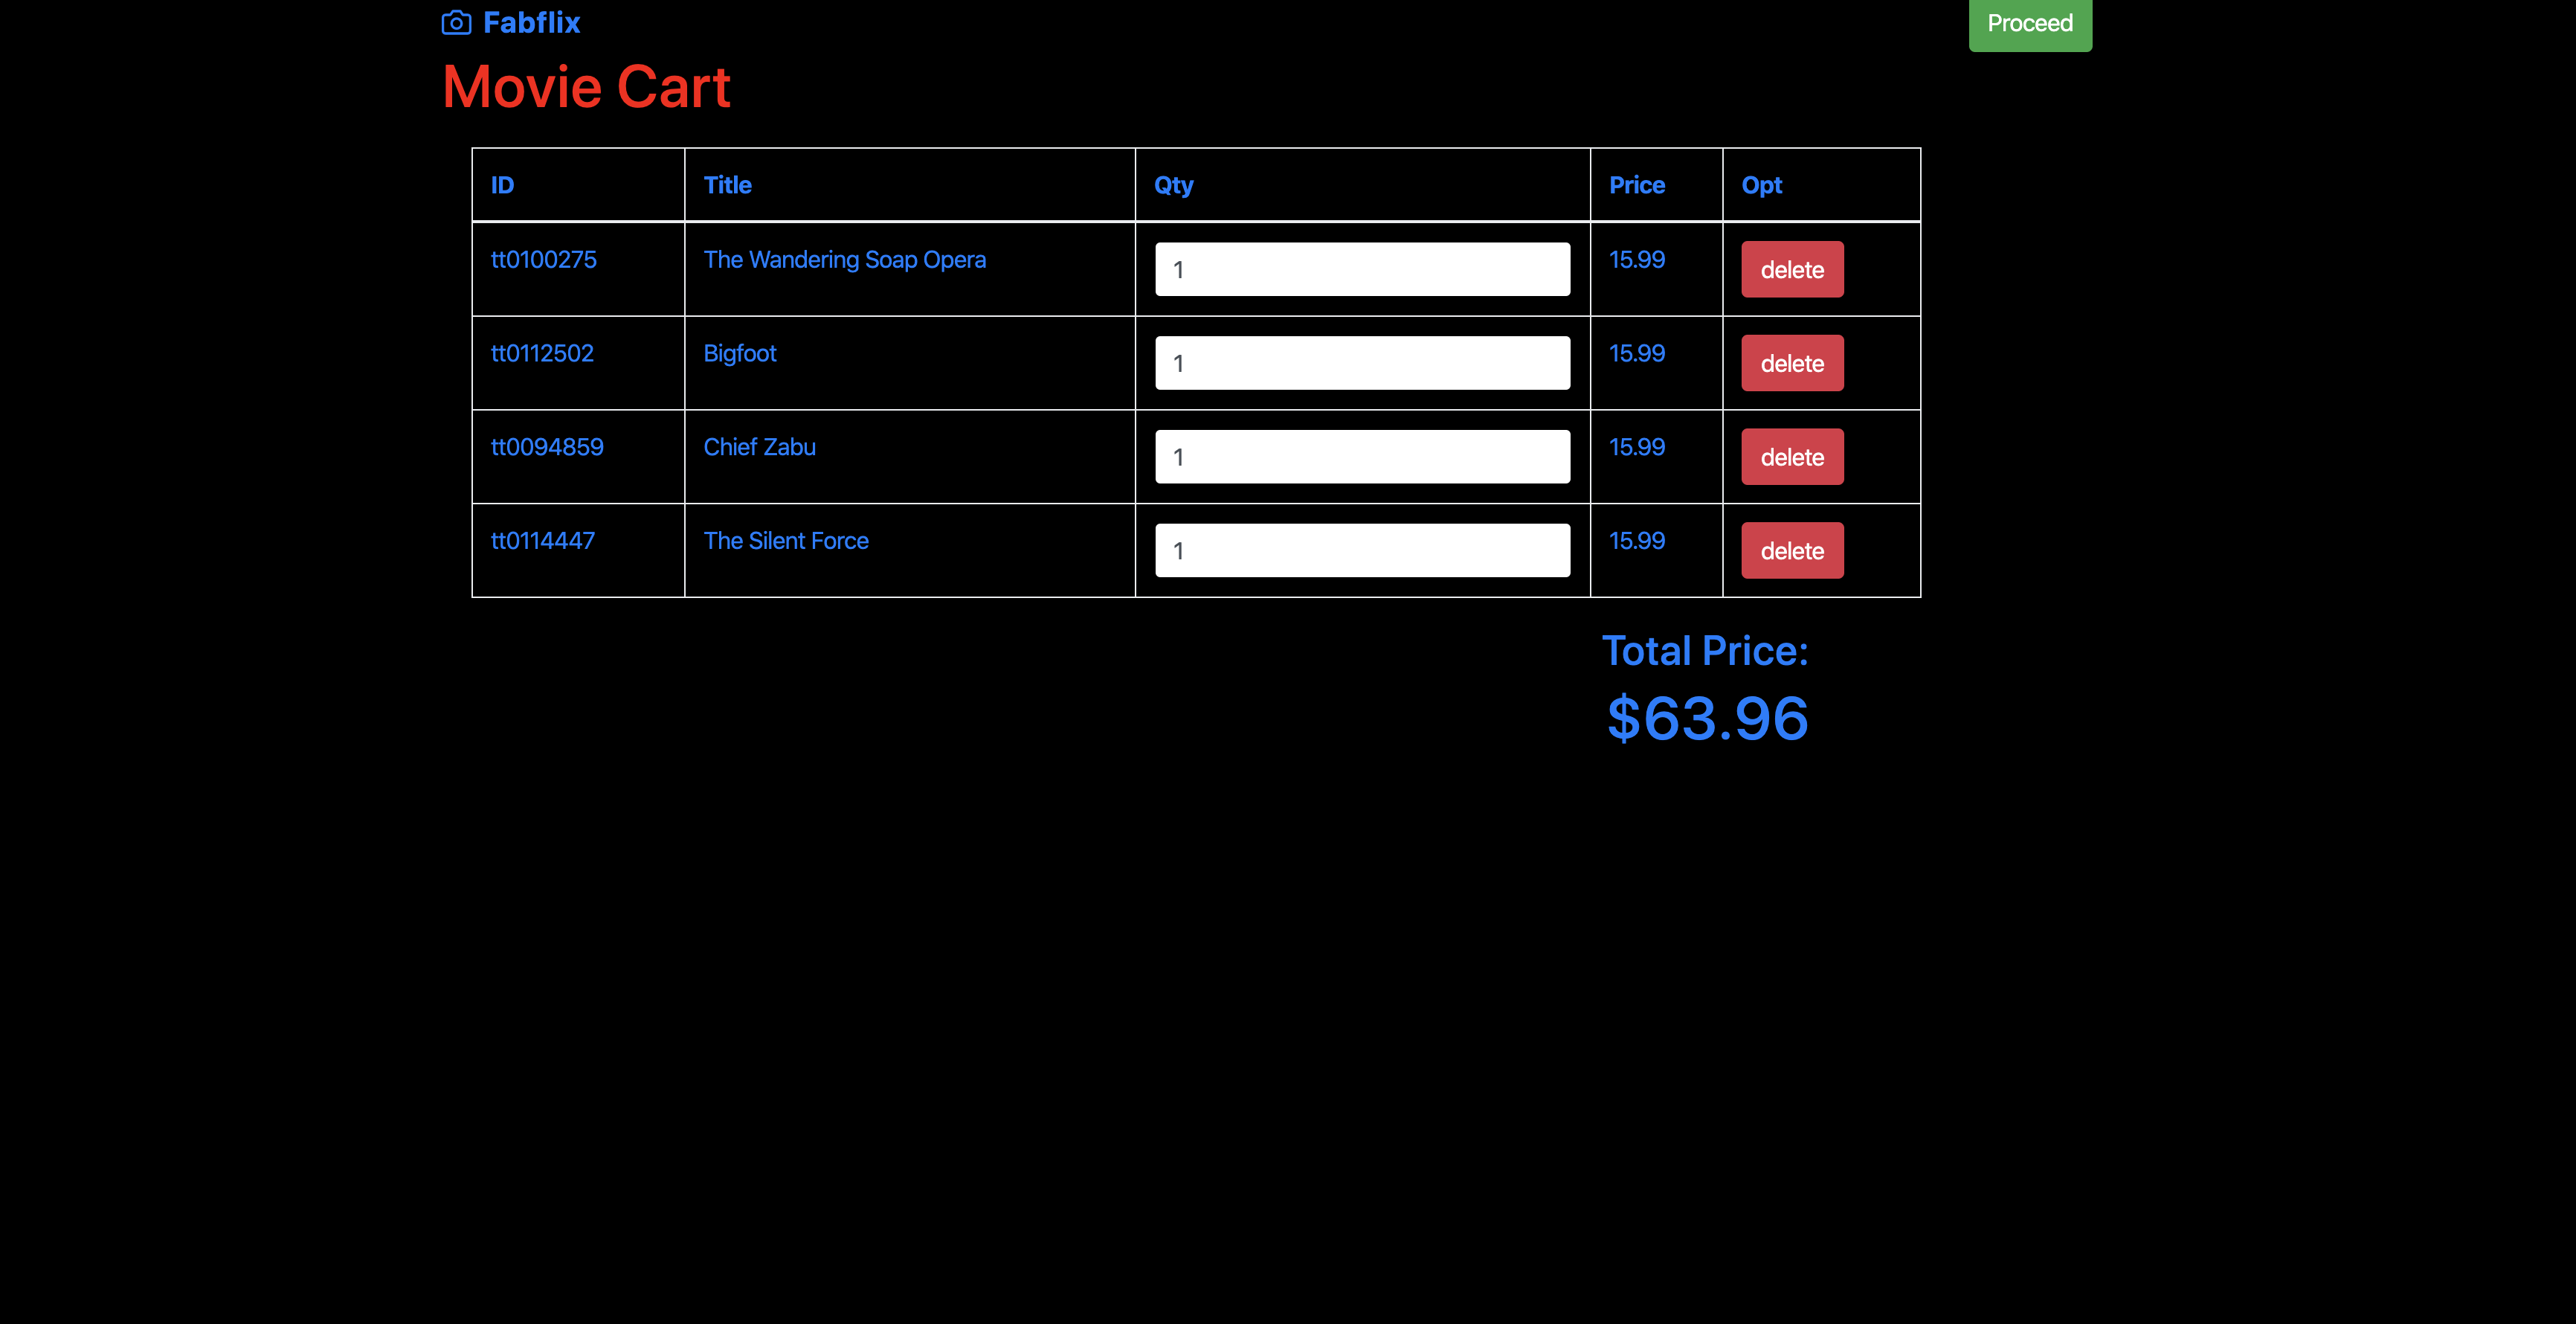 Fabflix
Proceed
Movie Cart
ID Title Qty Price Opt
tt0100275 The Wandering Soap Opera 1 15.99 delete
tt0112502 Bigfoot 1 15.99 delete
tt0094859 Chief Zabu 1 15.99 delete
tt0114447 The Silent Force 1 15.99 delete
Total Price:
$63.96